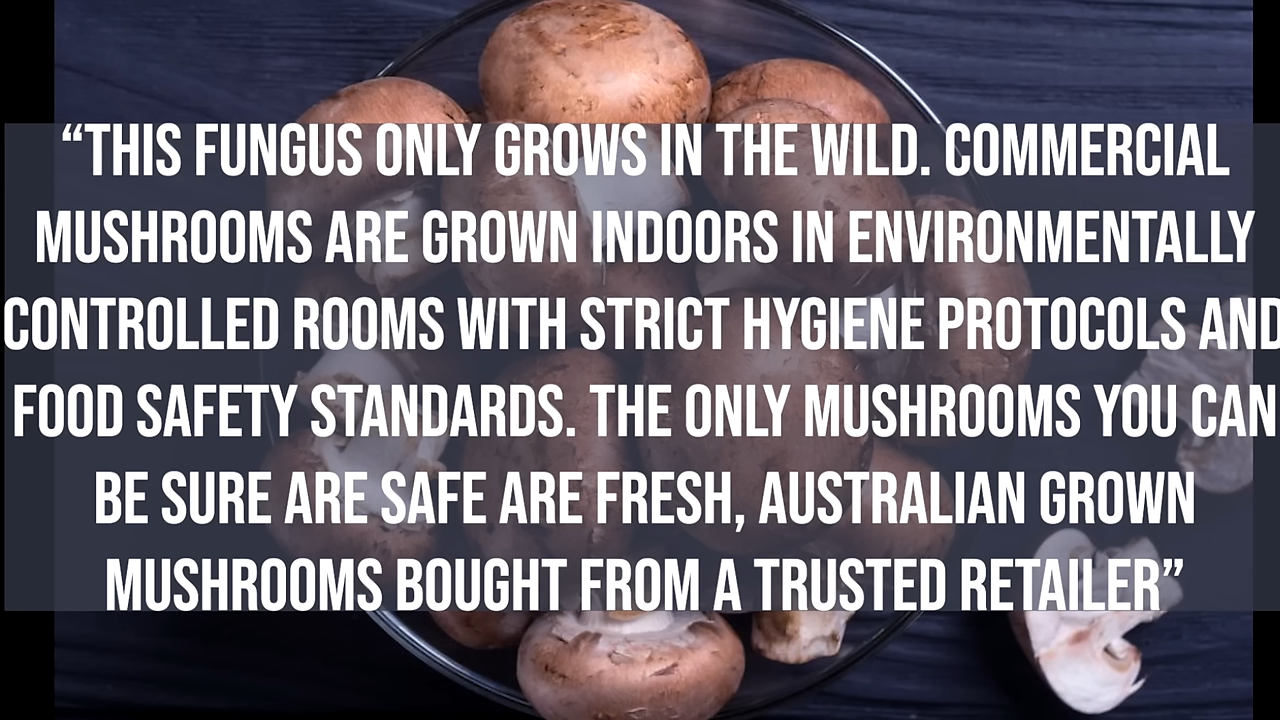 “THIS FUNGUS ONLY GROWS IN THE WILD. COMMERCIAL
MUSHROOMS ARE GROWN INDOORS IN ENVIRONMENTALLY
CONTROLLED ROOMS WITH STRICT HYGIENE PROTOCOLS AND
FOOD SAFETY STANDARDS. THE ONLY MUSHROOMS YOU CAN
BE SURE ARE SAFE ARE FRESH, AUSTRALIAN GROWN
MUSHROOMS BOUGHT FROM A TRUSTED RETAILER”